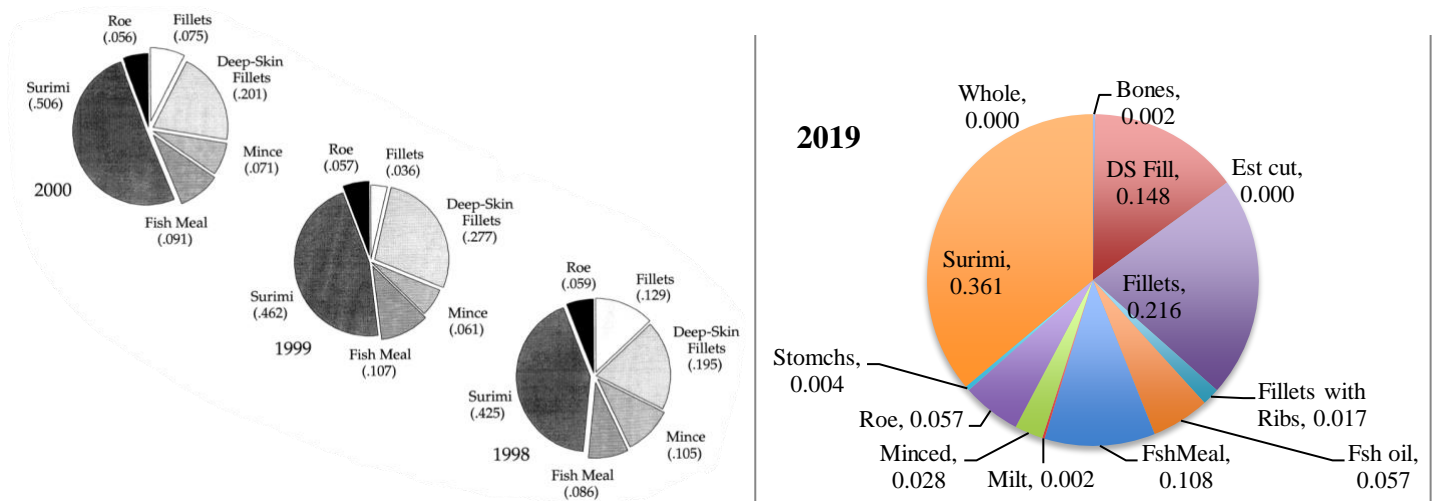 Roe
(.056)
Fillets
(.075)
Deep-Skin
Fillets
(.201)
Surimi
(.506)
Mince
(.071)
2000
Fish Meal
(.091)
Roe
(.057)
Fillets
(.036)
Deep-Skin
Fillets
(.277)
Surimi
(.462)
Mince
(.061)
1999
Fish Meal
(.107)
Roe
(.059)
Fillets
(.129)
Deep-Skin
Fillets
(.195)
Surimi
(.425)
Mince
(.105)
1998
Fish Meal
(.086)
2019
Whole,
0.000
Bones,
0.002
DS Fill,
0.148
Est cut,
0.000
Surimi,
0.361
Fillets,
0.216
Stomchs,
0.004
Fillets with
Ribs, 0.017
Roe, 0.057
Minced,
0.028
Milt, 0.002
FshMeal,
0.108
Fsh oil,
0.057